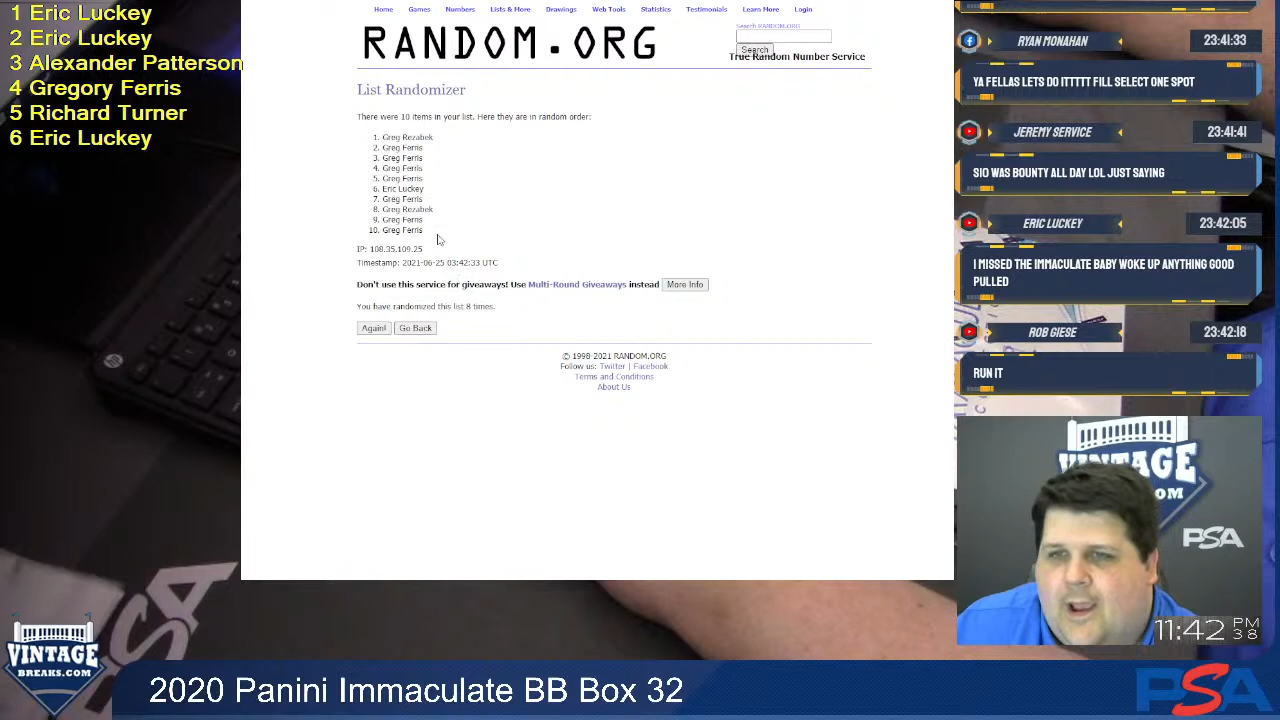 1 Eric Luckey
2 Eric Luckey
3 Alexander Patterson
4 Gregory Ferris
5 Richard Turner
6 Eric Luckey
Home Games Numbers Lists & More Drawings Web Tools Statistics Testimonials Learn More Login
RANDOM.ORG
Search RANDOM.ORG
Search
True Random Number Service
List Randomizer
There were 10 items in your list. Here they are in random order:
1. Greg Rezabek
2. Greg Ferris
3. Greg Ferris
4. Greg Ferris
5. Greg Ferris
6. Eric Luckey
7. Greg Ferris
8. Greg Rezabek
9. Greg Ferris
10. Greg Ferris
IP: 108.35.109.25
Timestamp: 2021-06-25 03:42:33 UTC
Don't use this service for giveaways! Use Multi-Round Giveaways instead More Info
You have randomized this list 8 times.
Again! Go Back
© 1998-2021 RANDOM.ORG
Follow us: Twitter | Facebook
Terms and Conditions
About Us
RYAN MONAHAN 23:41:33
YA FELLAS LETS DO ITTTTT FILL SELECT ONE SPOT
JEREMY SERVICE 23:41:41
SIO WAS BOUNTY ALL DAY LOL JUST SAYING
ERIC LUCKEY 23:42:05
I MISSED THE IMMACULATE BABY WOKE UP ANYTHING GOOD
PULLED
ROB GIESE 23:42:18
RUN IT
VINTAGE
.COM
PSA
11:42 38 PM
VINTAGE
BREAKS.COM
2020 Panini Immaculate BB Box 32
PSA